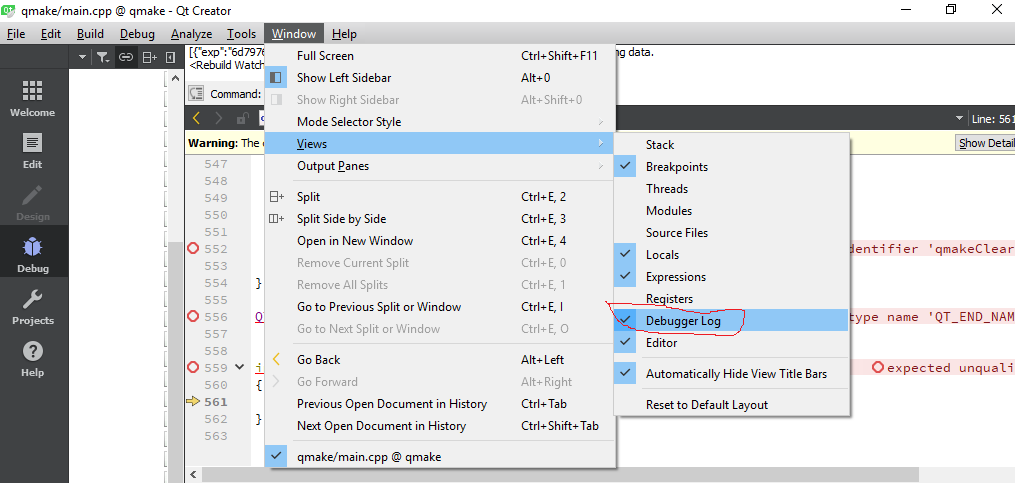 qmake/main.cpp @ qmake - Qt Creator
File Edit Build Debug Analyze Tools Window Help
[{"exp":"6d7976 ng data.
<Rebuild Watch
Command:
Line: 561
Warning: The c
Show Detail
Full Screen Ctrl+Shift+F11
Show Left Sidebar Alt+0
Show Right Sidebar Alt+Shift+0
Mode Selector Style
Views
Output Panes
Split Ctrl+E, 2
Split Side by Side Ctrl+E, 3
Open in New Window Ctrl+E, 4
Remove Current Split Ctrl+E, 0
Remove All Splits Ctrl+E, 1
Go to Previous Split or Window Ctrl+E, I
Go to Next Split or Window Ctrl+E, O
Go Back Alt+Left
Go Forward Alt+Right
Previous Open Document in History Ctrl+Tab
Next Open Document in History Ctrl+Shift+Tab
qmake/main.cpp @ qmake
Stack
Breakpoints
Threads
Modules
Source Files
Locals
Expressions
Registers
Debugger Log
Editor
Automatically Hide View Title Bars
Reset to Default Layout
Welcome
Edit
Design
Debug
Projects
Help
547
548
549
550
551
552 dentifier 'qmakeClear
553
554 }
555
556 Q type name 'QT_END_NAM
557
558
559 i expected unquali
560 {
561
562 }
563